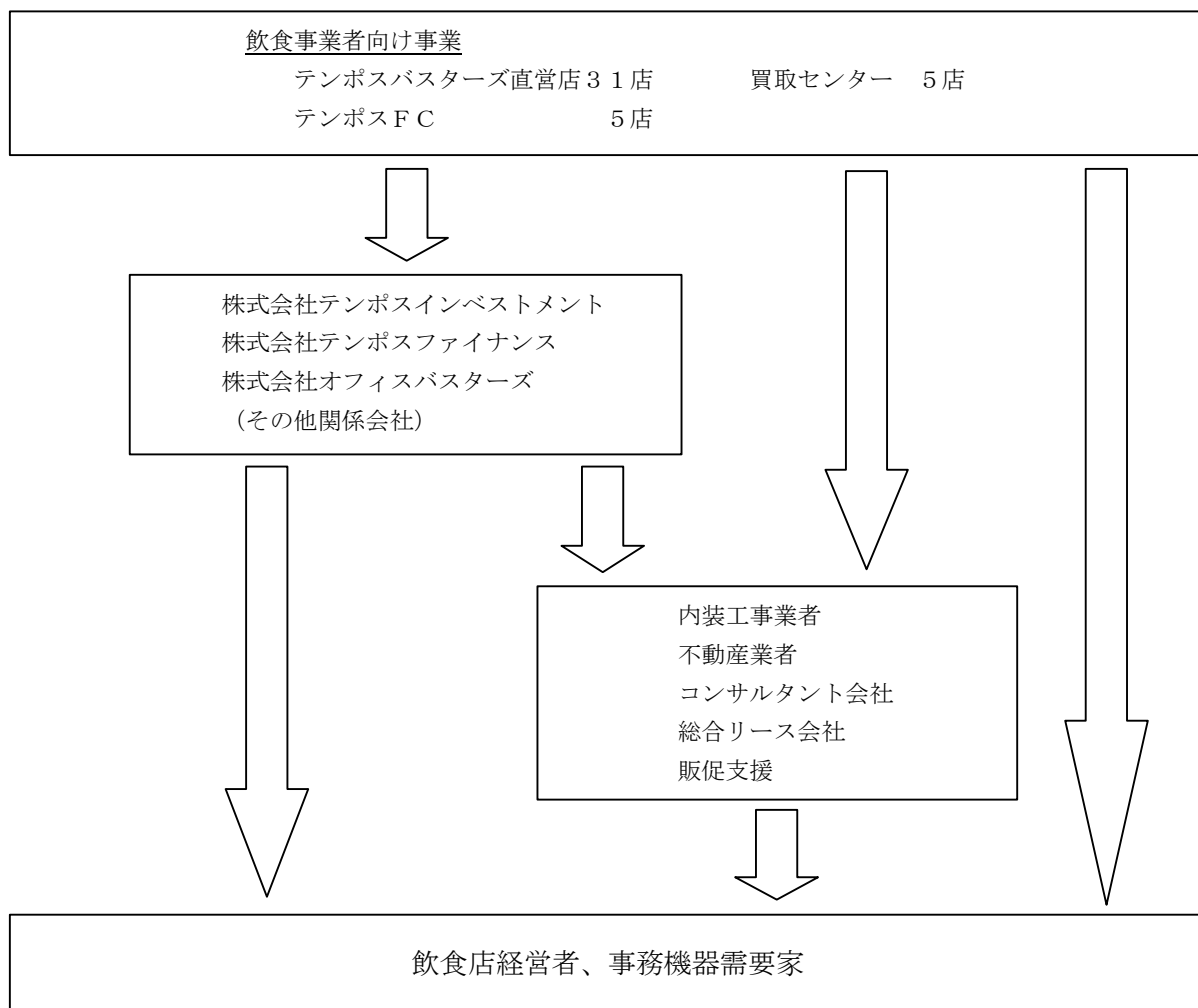 飲食事業者向け事業
テンポスバスターズ直営店３１店 買取センター ５店
テンポスＦＣ ５店
株式会社テンポスインベストメント
株式会社テンポスファイナンス
株式会社オフィスバスターズ
（その他関係会社）
内装工事業者
不動産業者
コンサルタント会社
総合リース会社
販促支援
飲食店経営者、事務機器需要家